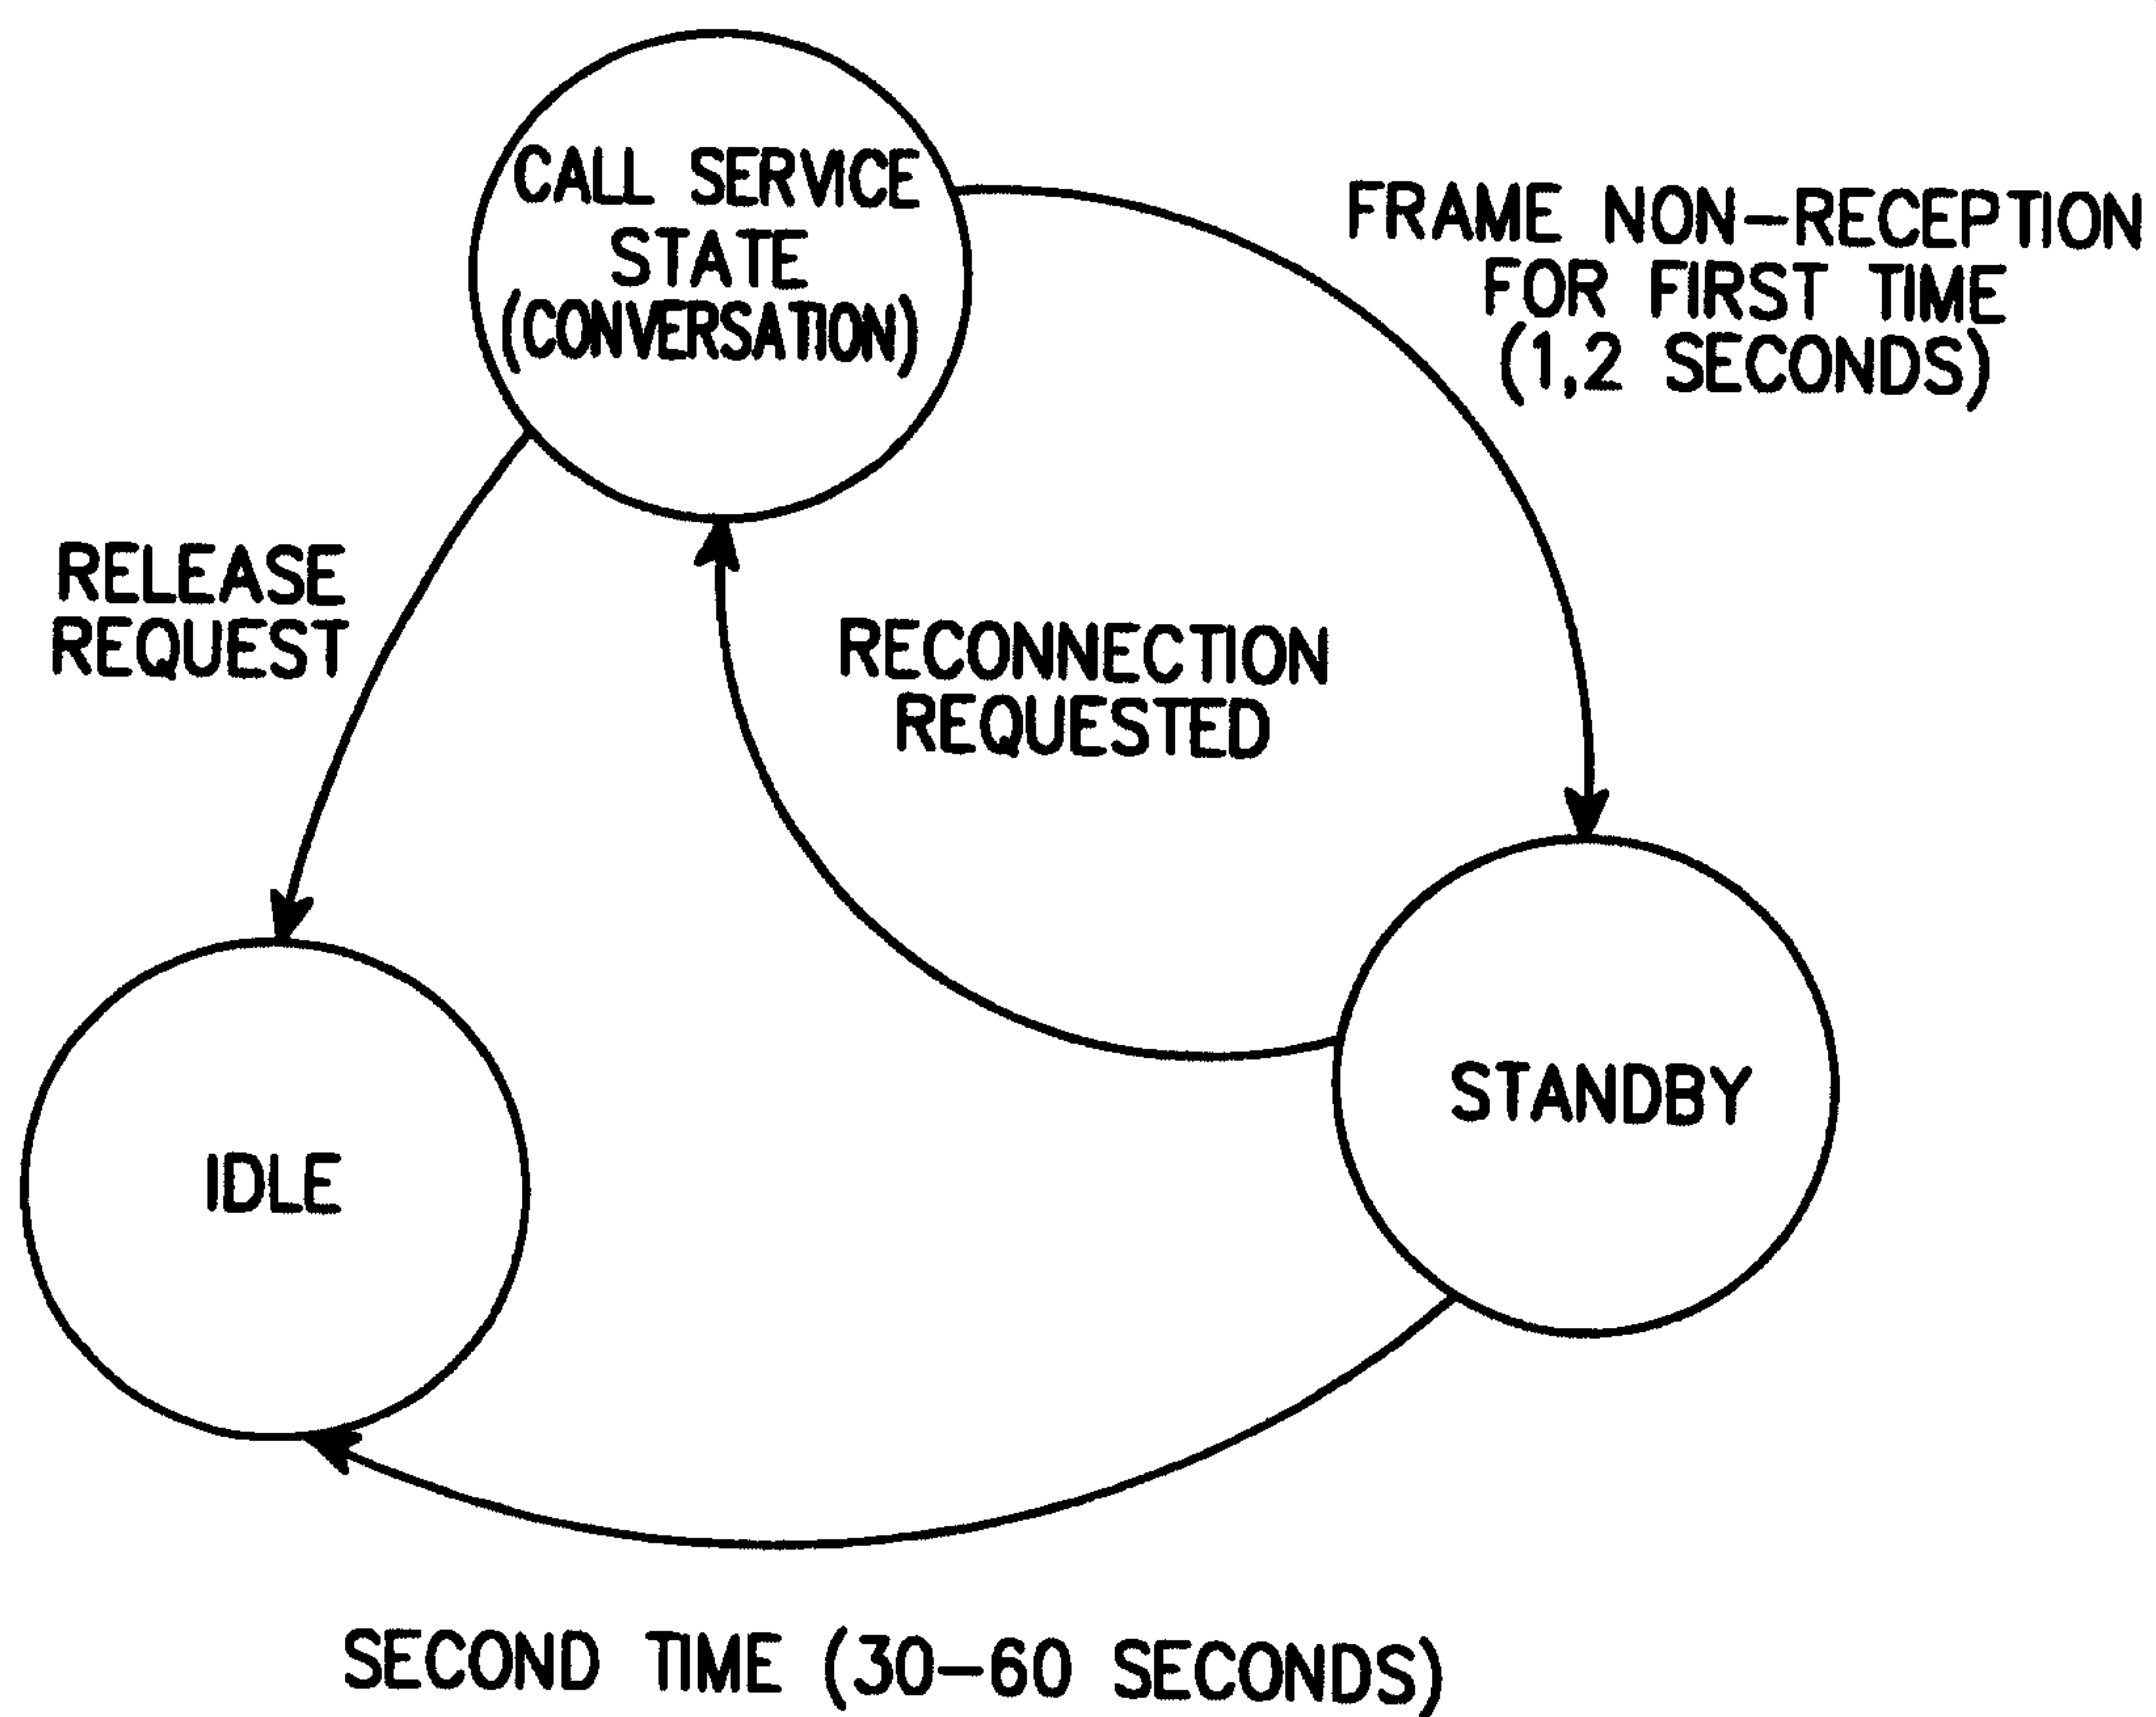 CALL SERVICE
STATE
(CONVERSATION)
FRAME NON-RECEPTION
FOR FIRST TIME
(1,2 SECONDS)
RELEASE
REQUEST
RECONNECTION
REQUESTED
STANDBY
IDLE
SECOND TIME (30-60 SECONDS)